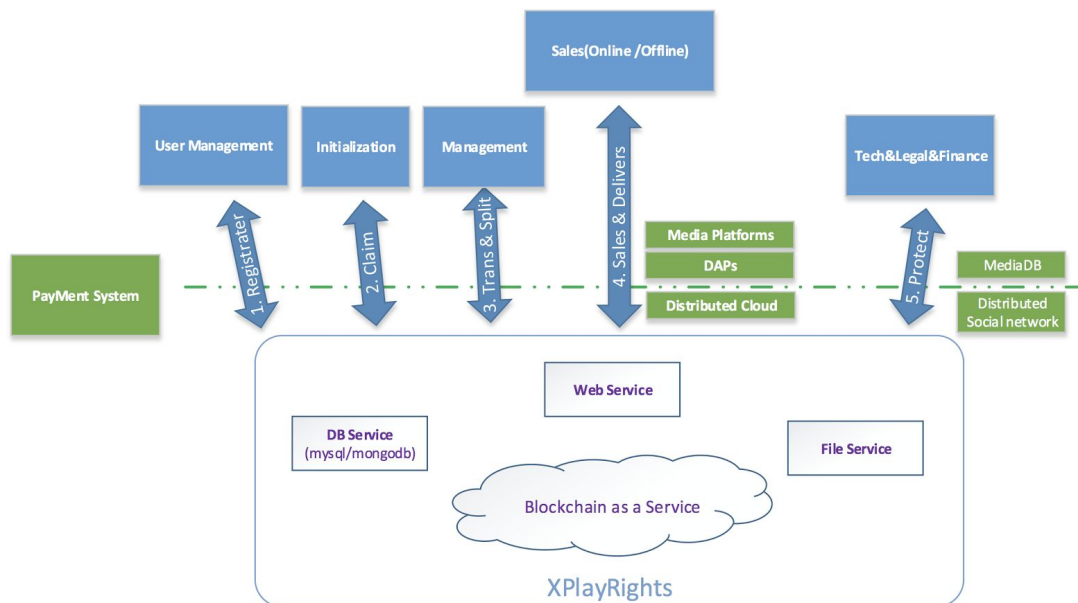 Sales(Online /Offline)
User Management
Initialization
Management
Tech&Legal&Finance
1. Registrater
2. Claim
3. Trans & Split
4. Sales & Delivers
5. Protect
Media Platforms
DAPs
Distributed Cloud
MediaDB
Distributed
Social network
PayMent System
Web Service
DB Service
(mysql/mongodb)
File Service
Blockchain as a Service
XPlayRights